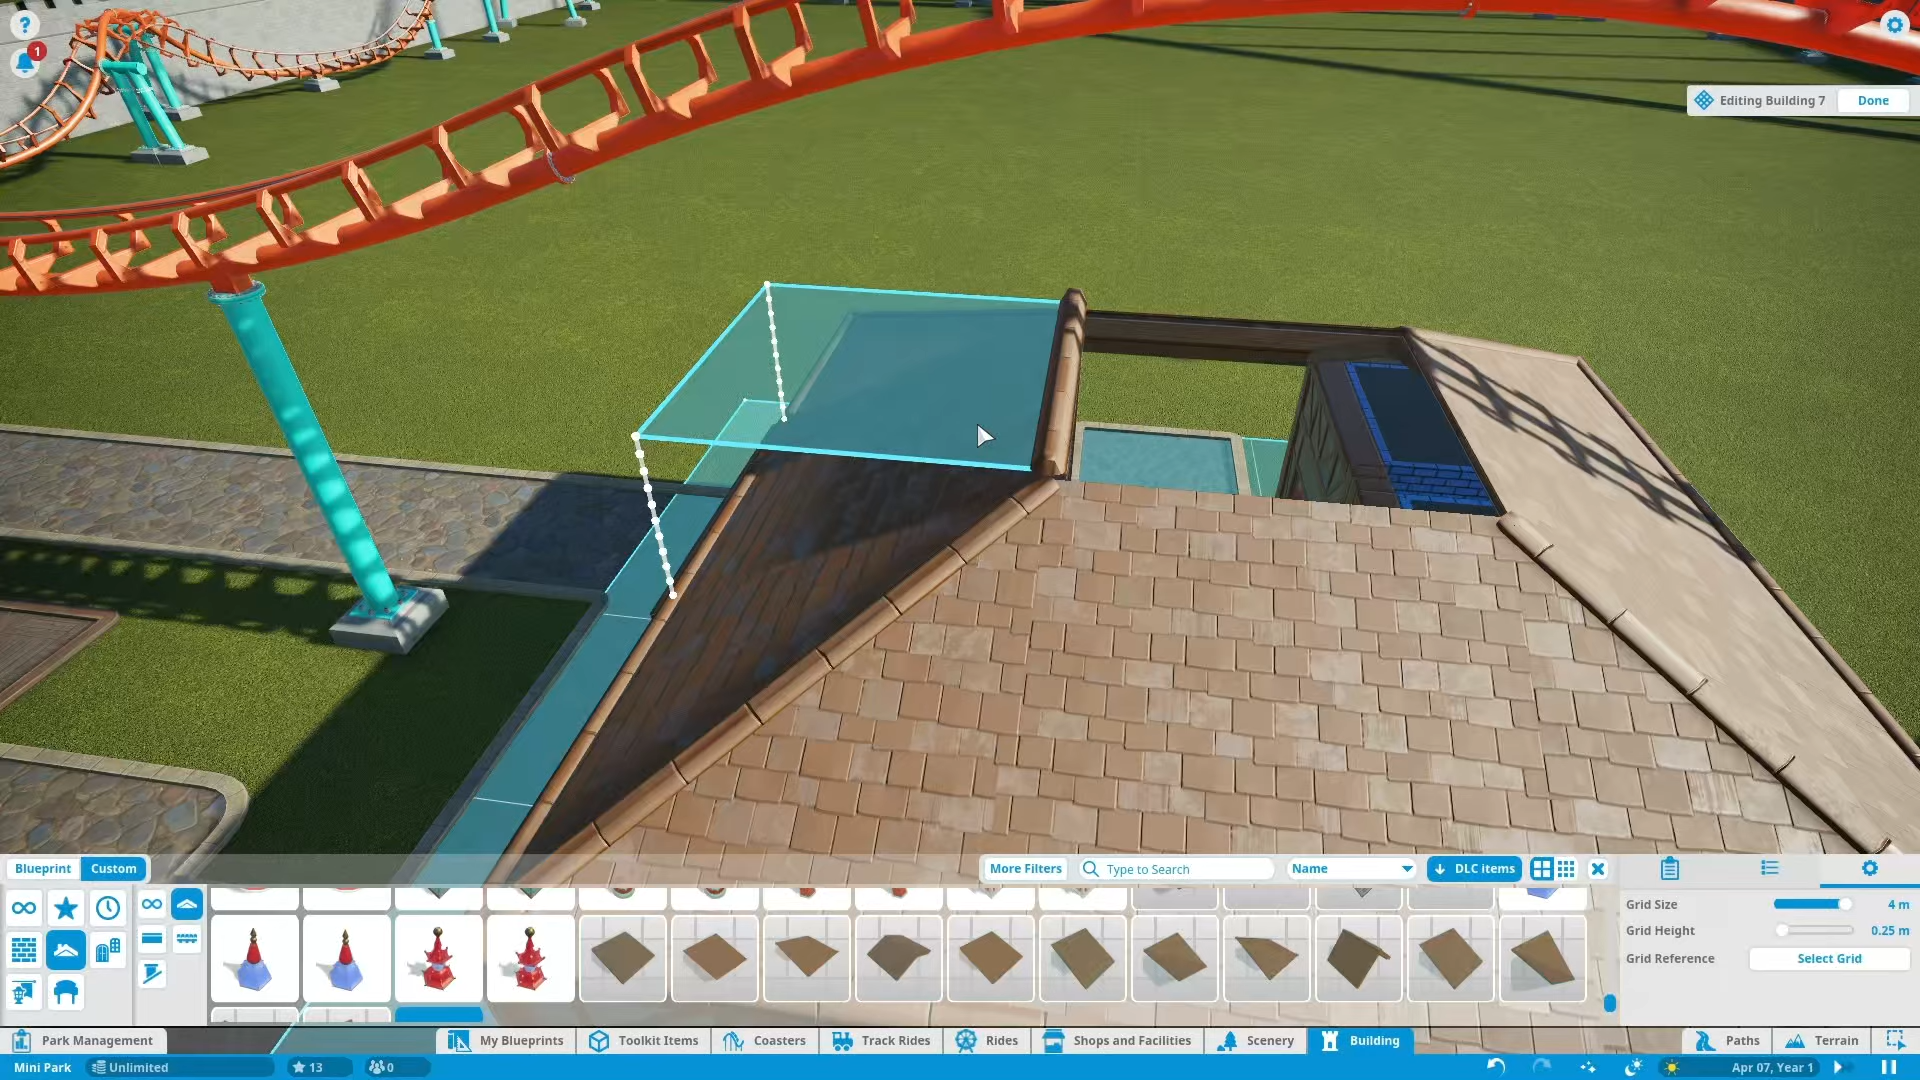 ?
1
Editing Building 7
Done
Blueprint
Custom
More Filters
Type to Search
Name
DLC items
Grid Size
4 m
Grid Height
0.25 m
Grid Reference
Select Grid
Park Management
My Blueprints
Toolkit Items
Coasters
Track Rides
Rides
Shops and Facilities
Scenery
Building
Paths
Terrain
Mini Park
Unlimited
13
0
Apr 07, Year 1